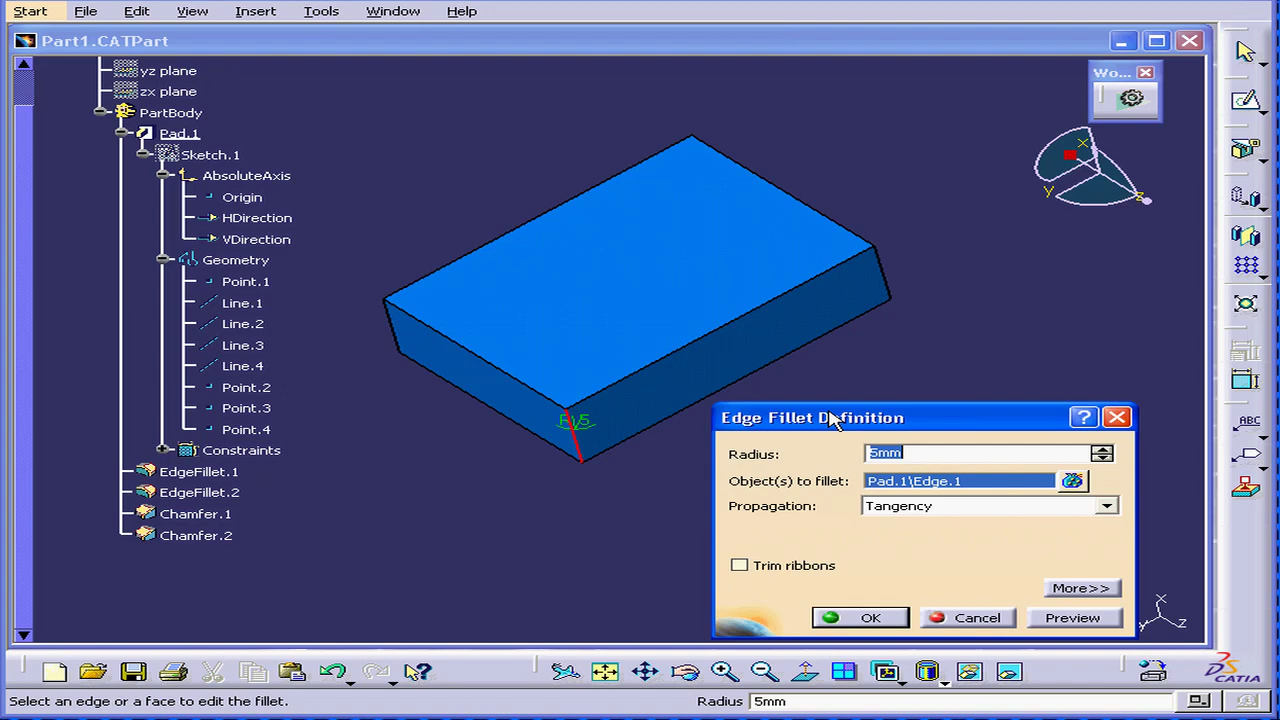 Start File Edit View Insert Tools Window Help
Part1.CATPart
Wo...
yz plane
zx plane
PartBody
Pad.1
Sketch.1
AbsoluteAxis
Origin
HDirection
VDirection
Geometry
Point.1
Line.1
Line.2
Line.3
Line.4
Point.2
Point.3
Point.4
Constraints
EdgeFillet.1
EdgeFillet.2
Chamfer.1
Chamfer.2
x
y
z
R 5
Edge Fillet Definition
Radius: 5mm
Object(s) to fillet: Pad.1\Edge.1
Propagation: Tangency
Trim ribbons
More>>
OK Cancel Preview
x
y z
ABC
CATIA
Select an edge or a face to edit the fillet. Radius 5mm